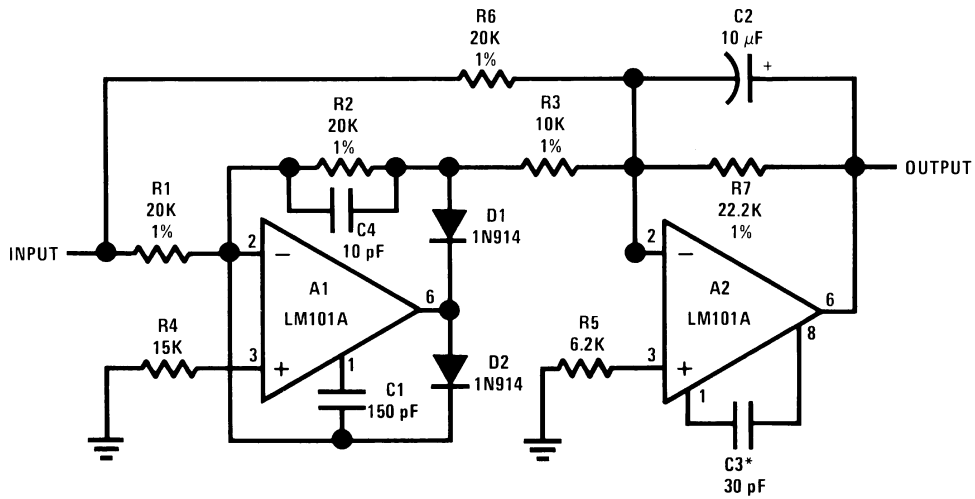 R6
20K
1%
C2
10 µF
+
R2
20K
1%
R3
10K
1%
OUTPUT
R7
22.2K
1%
R1
20K
1%
C4
10 pF
D1
1N914
INPUT
2
−
A1
LM101A
6
2
−
A2
LM101A
6
8
R4
15K
3
+
1
D2
1N914
R5
6.2K
3
+
1
C1
150 pF
C3*
30 pF